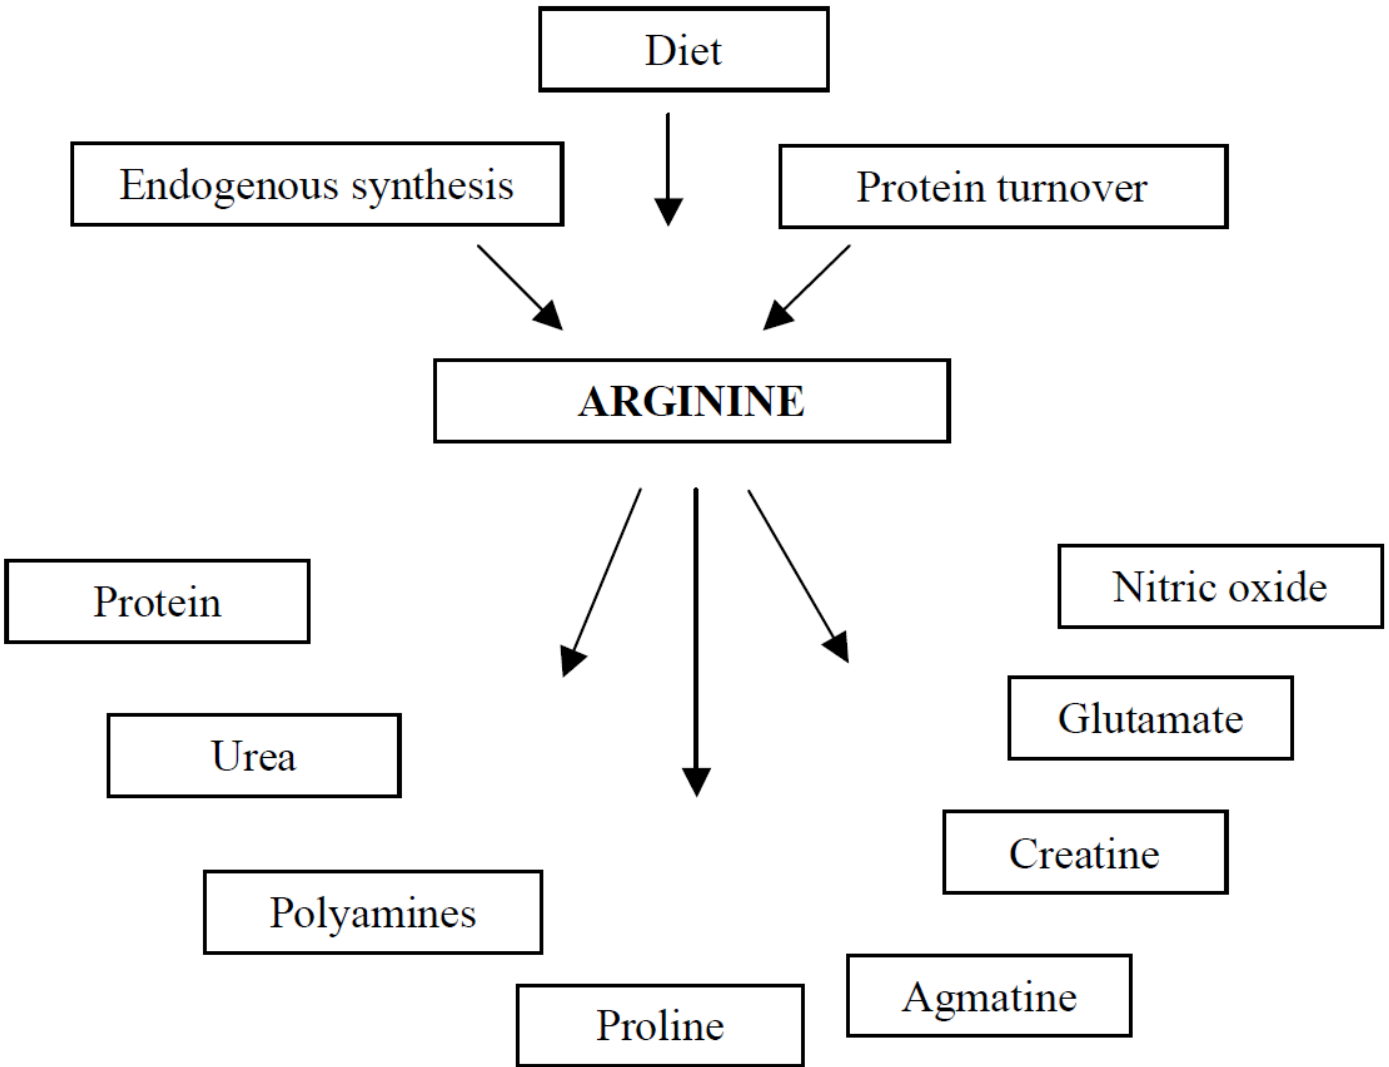 Diet
Endogenous synthesis
Protein turnover
ARGININE
Protein
Nitric oxide
Urea
Glutamate
Polyamines
Creatine
Proline
Agmatine